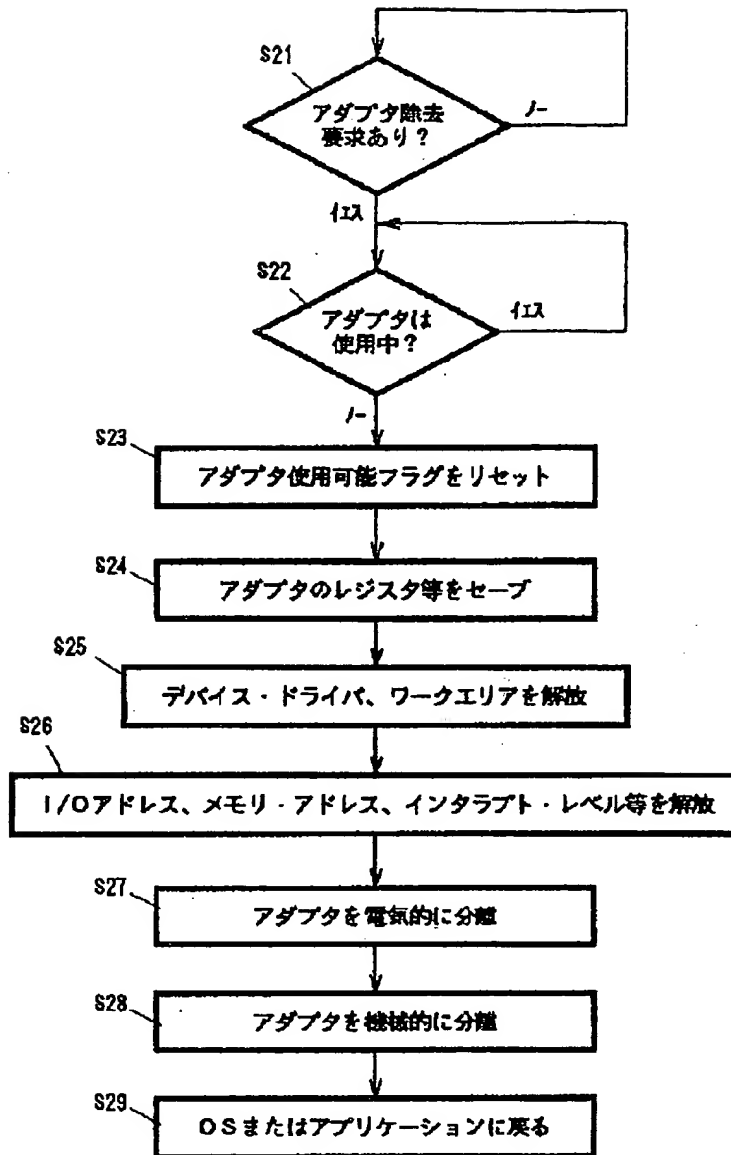 S21
アダプタ除去
要求あり?
ノー
イエス
S22
アダプタは
使用中?
イエス
ノー
S23
アダプタ使用可能フラグをリセット
S24
アダプタのレジスタ等をセーブ
S25
デバイス・ドライバ、ワークエリアを解放
S26
I/Oアドレス、メモリ・アドレス、インタラプト・レベル等を解放
S27
アダプタを電気的に分離
S28
アダプタを機械的に分離
S29
OSまたはアプリケーションに戻る